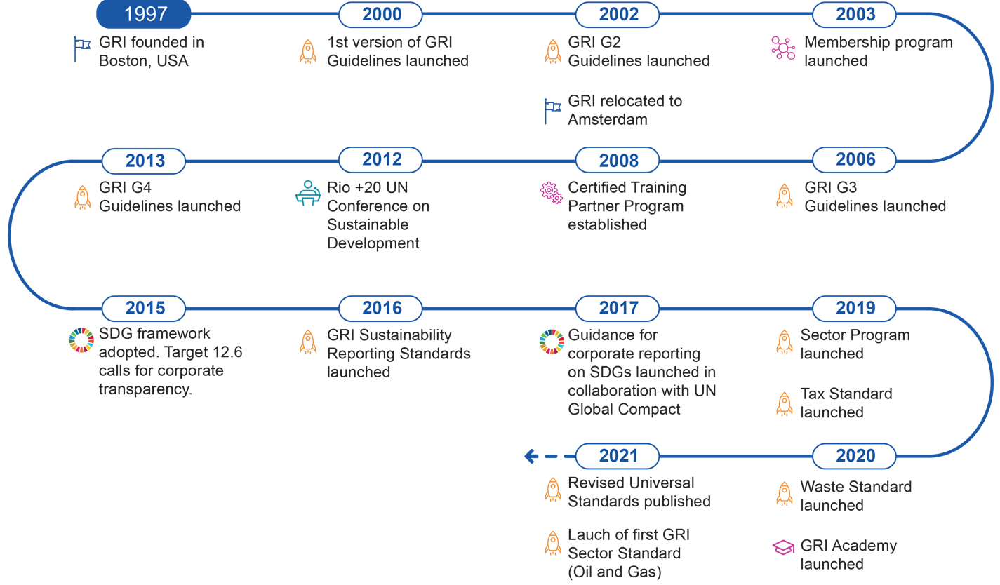 1997
GRI founded in
Boston, USA
2000
1st version of GRI
Guidelines launched
2002
GRI G2
Guidelines launched
GRI relocated to
Amsterdam
2003
Membership program
launched
2006
GRI G3
Guidelines launched
2008
Certified Training
Partner Program
established
2012
Rio +20 UN
Conference on
Sustainable
Development
2013
GRI G4
Guidelines launched
2015
SDG framework
adopted. Target 12.6
calls for corporate
transparency.
2016
GRI Sustainability
Reporting Standards
launched
2017
Guidance for
corporate reporting
on SDGs launched in
collaboration with UN
Global Compact
2019
Sector Program
launched
Tax Standard
launched
2020
Waste Standard
launched
GRI Academy
launched
2021
Revised Universal
Standards published
Lauch of first GRI
Sector Standard
(Oil and Gas)